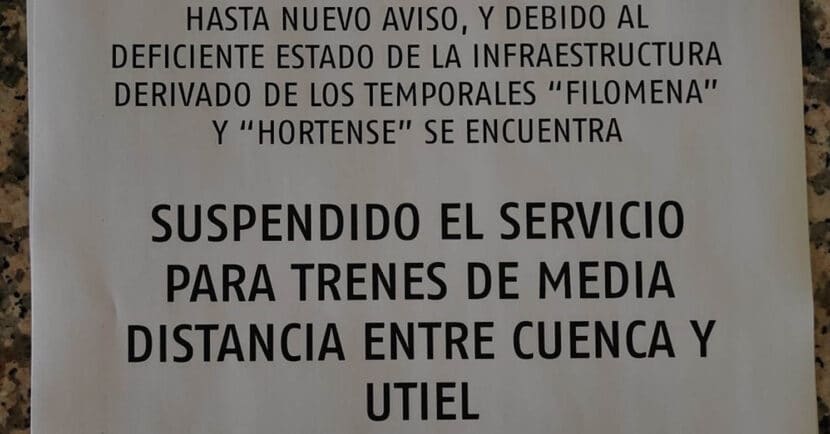 HASTA NUEVO AVISO, Y DEBIDO AL
DEFICIENTE ESTADO DE LA INFRAESTRUCTURA
DERIVADO DE LOS TEMPORALES “FILOMENA”
Y “HORTENSE” SE ENCUENTRA
SUSPENDIDO EL SERVICIO
PARA TRENES DE MEDIA
DISTANCIA ENTRE CUENCA Y
UTIEL